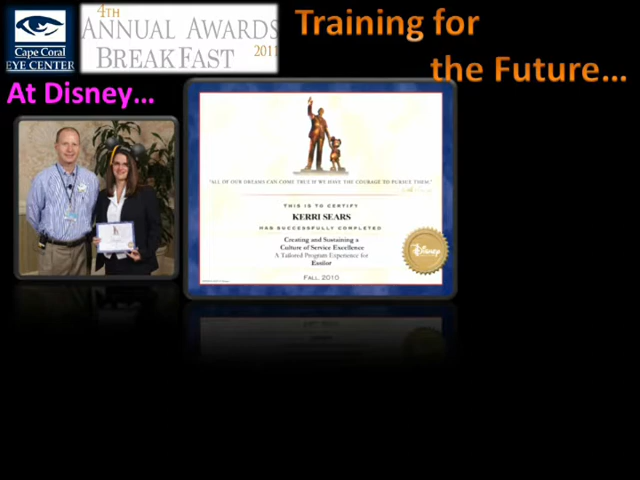 Cape Coral
EYE CENTER
4TH
ANNUAL AWARDS
BREAKFAST 2011
Training for
the Future...
At Disney...
"ALL OF OUR DREAMS CAN COME TRUE IF WE HAVE THE COURAGE TO PURSUE THEM."
THIS IS TO CERTIFY
KERRI SEARS
HAS SUCCESSFULLY COMPLETED
Creating and Sustaining a
Culture of Service Excellence
A Tailored Program Experience for
Essilor
FALL 2010
Disney